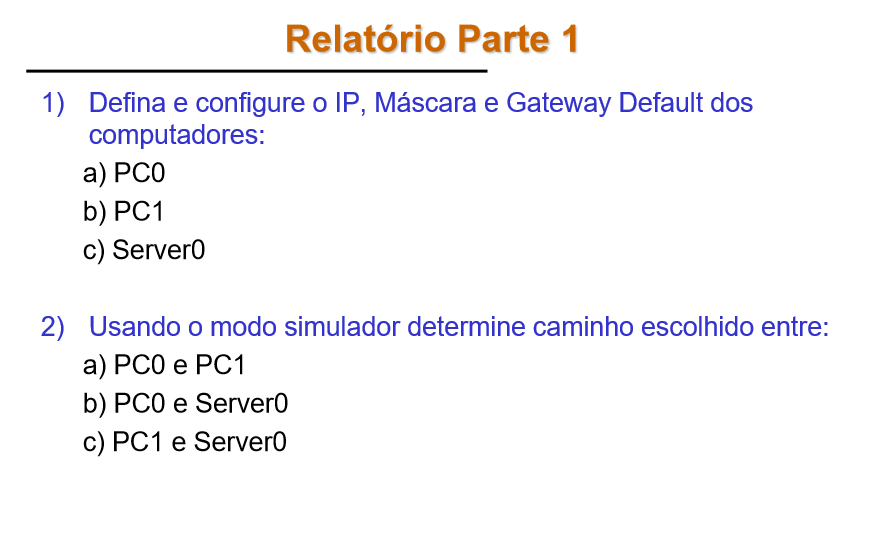 Relatório Parte 1
1) Defina e configure o IP, Máscara e Gateway Default dos
computadores:
a) PC0
b) PC1
c) Server0
2) Usando o modo simulador determine caminho escolhido entre:
a) PC0 e PC1
b) PC0 e Server0
c) PC1 e Server0